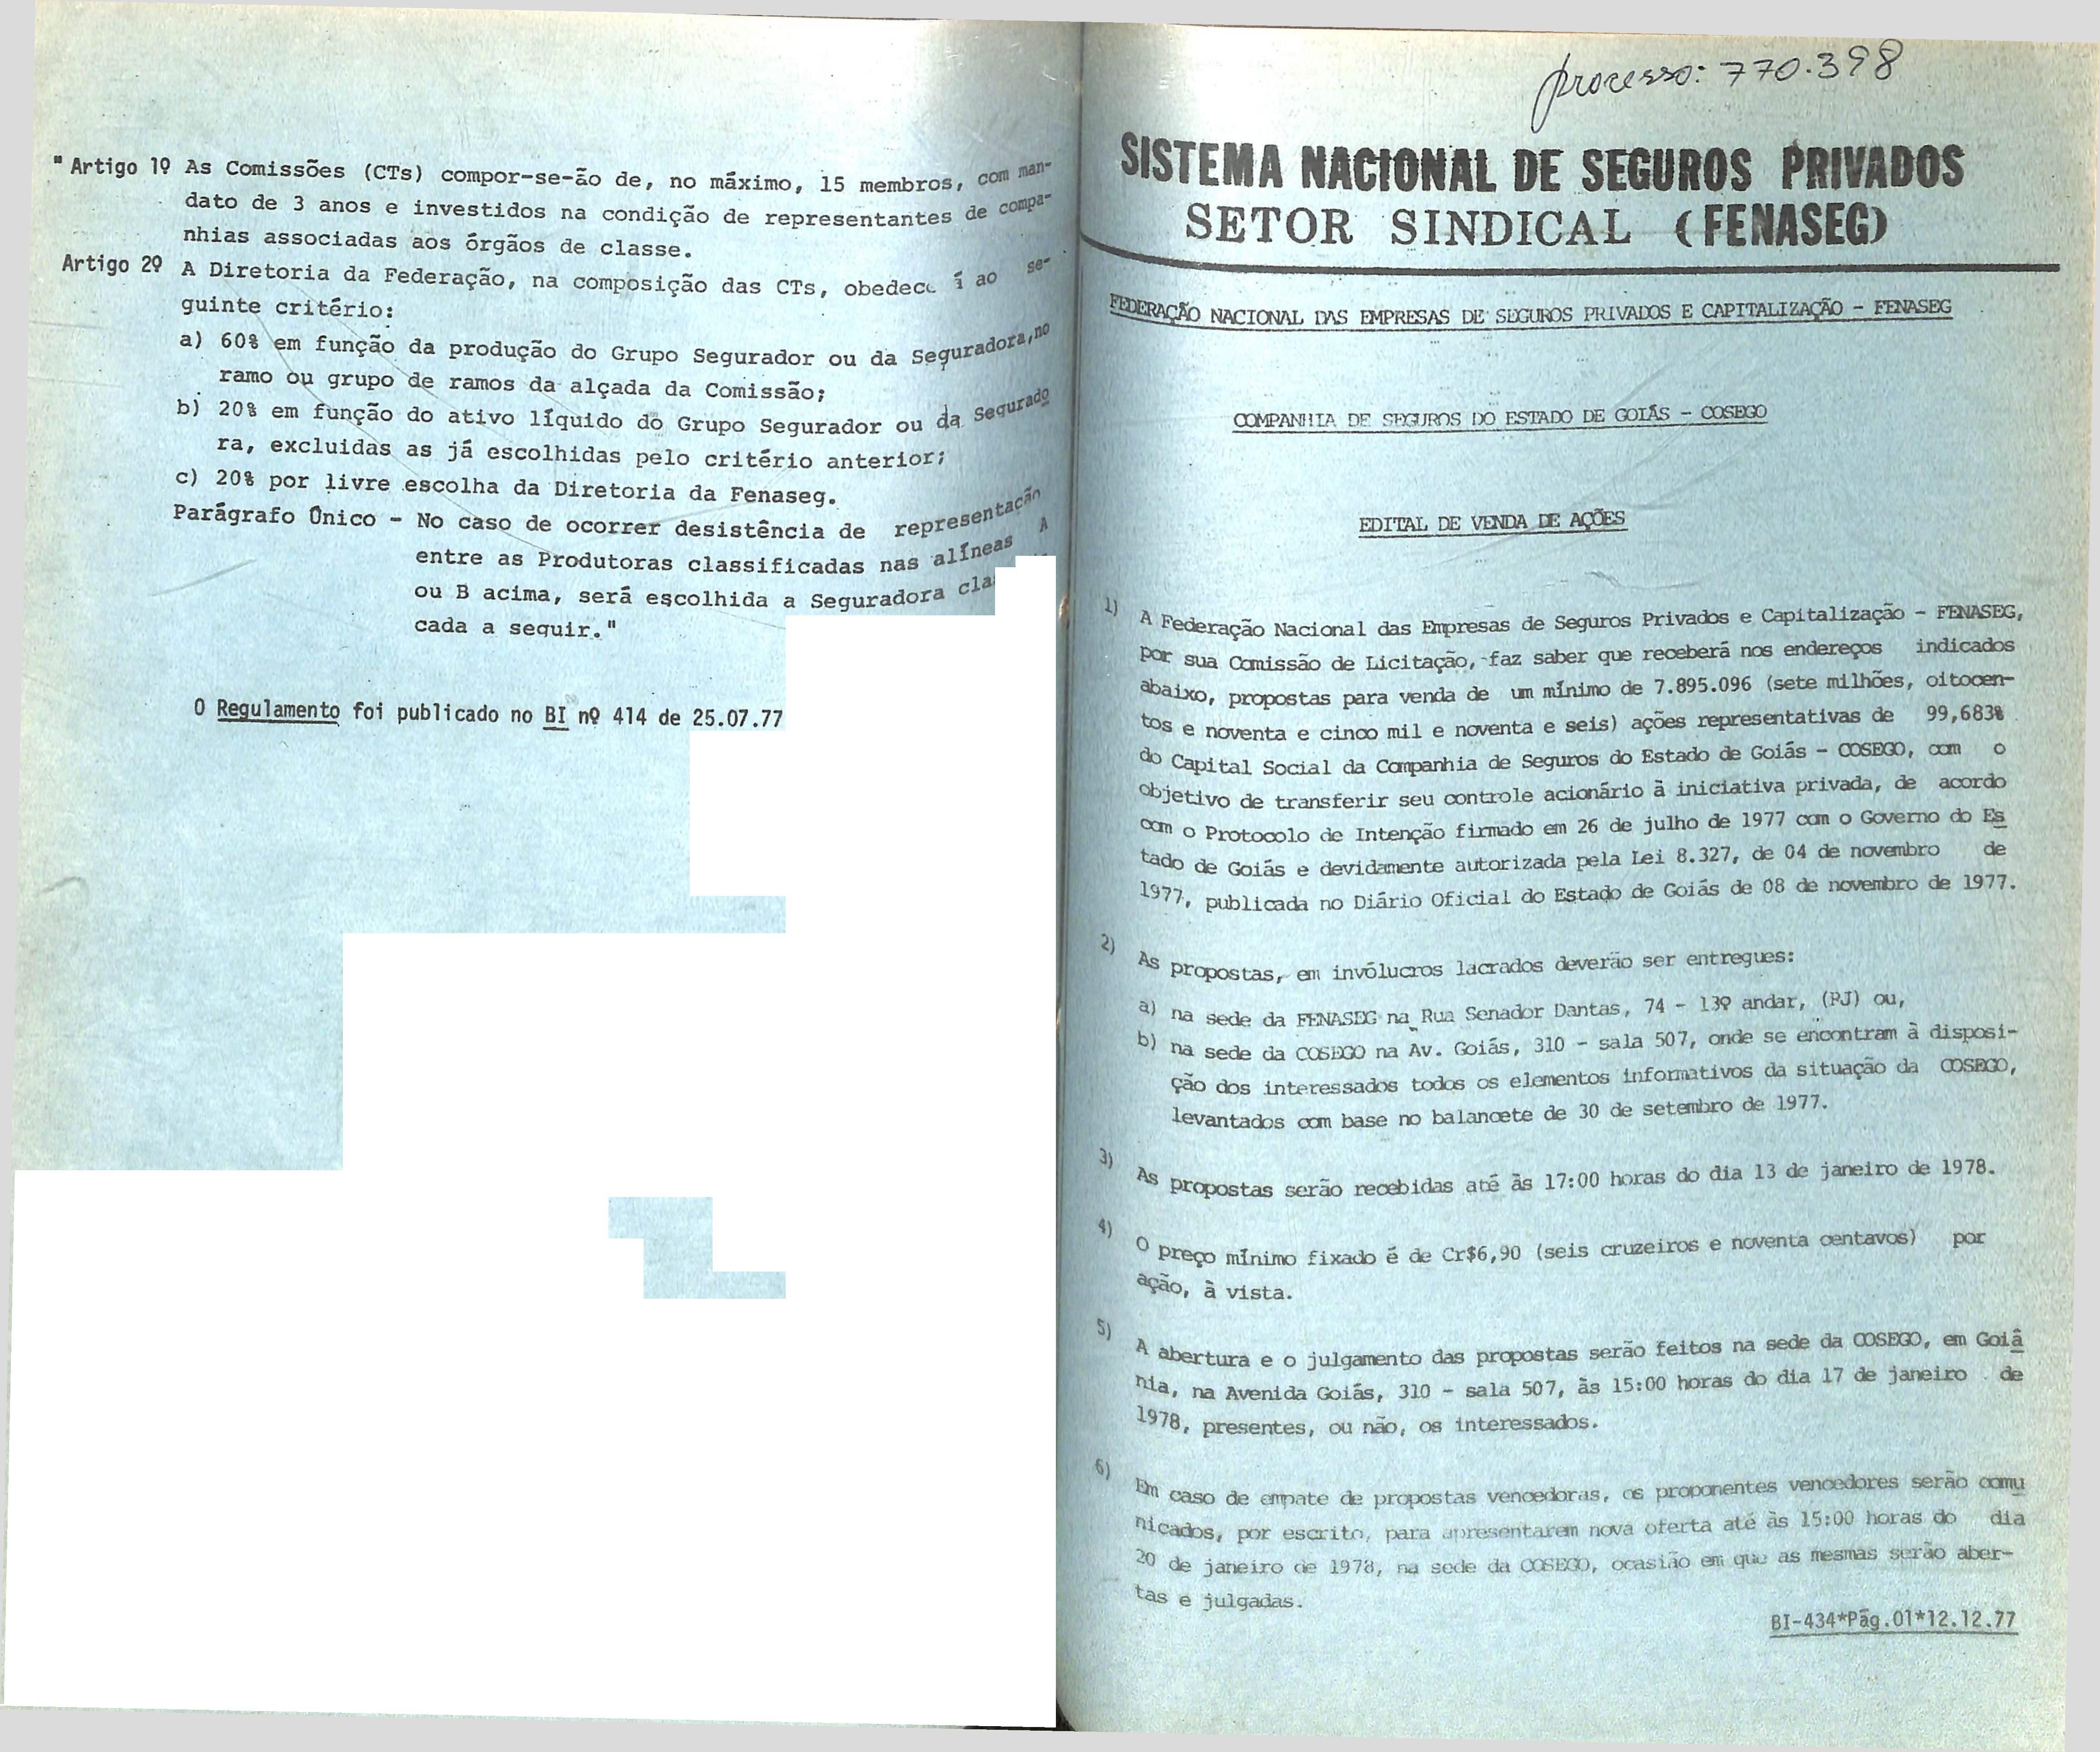 " Artigo 1º As Comissões (CTs) compor-se-ão de, no máximo, 15 membros, com man-
dato de 3 anos e investidos na condição de representantes de compa-
nhias associadas aos órgãos de classe.
Artigo 2º A Diretoria da Federação, na composição das CTs, ao se-
guinte critério:
a) 60% em função da produção do Grupo Segurador ou da Seguradora, no
ramo ou grupo de ramos da alçada da Comissão;
b) 20% em função do ativo líquido do Grupo Segurador ou da Segurado
ra, excluidas as já escolhidas pelo critério anterior;
c) 20% por livre escolha da Diretoria da Fenaseg.
Parágrafo Único - No caso de ocorrer desistência de representação
entre as Produtoras classificadas nas alíneas A
ou B acima, será escolhida a Seguradora
cada a seguir."
O Regulamento foi publicado no BI nº 414 de 25.07.77
processo: 770.398
SISTEMA NACIONAL DE SEGUROS PRIVADOS
SETOR SINDICAL (FENASEG)
FEDERAÇÃO NACIONAL DAS EMPRESAS DE SEGUROS PRIVADOS E CAPITALIZAÇÃO - FENASEG
COMPANHIA DE SEGUROS DO ESTADO DE GOIÁS - COSEGO
EDITAL DE VENDA DE AÇÕES
1) A Federação Nacional das Empresas de Seguros Privados e Capitalização - FENASEG,
por sua Comissão de Licitação, faz saber que receberá nos endereços indicados
abaixo, propostas para venda de um mínimo de 7.895.096 (sete milhões, oitocen-
tos e noventa e cinco mil e noventa e seis) ações representativas de 99,683%
do Capital Social da Companhia de Seguros do Estado de Goiás - COSEGO, com o
objetivo de transferir seu controle acionário à iniciativa privada, de acordo
com o Protocolo de Intenção firmado em 26 de julho de 1977 com o Governo do Es
tado de Goiás e devidamente autorizada pela Lei 8.327, de 04 de novembro de
1977, publicada no Diário Oficial do Estado de Goiás de 08 de novembro de 1977.
2) As propostas, em invólucros lacrados deverão ser entregues:
a) na sede da FENASEG na Rua Senador Dantas, 74 - 13º andar, (RJ) ou,
b) na sede da COSEGO na Av. Goiás, 310 - sala 507, onde se encontram à disposi-
ção dos interessados todos os elementos informativos da situação da COSEGO,
levantados com base no balancete de 30 de setembro de 1977.
3) As propostas serão recebidas até às 17:00 horas do dia 13 de janeiro de 1978.
4) O preço mínimo fixado é de Cr$6,90 (seis cruzeiros e noventa centavos) por
ação, à vista.
5) A abertura e o julgamento das propostas serão feitos na sede da COSEGO, em Goiâ
nia, na Avenida Goiás, 310 - sala 507, às 15:00 horas do dia 17 de janeiro de
1978, presentes, ou não, os interessados.
6) Em caso de empate de propostas vencedoras, os proponentes vencedores serão comu
nicados, por escrito, para apresentarem nova oferta até às 15:00 horas do dia
20 de janeiro de 1978, na sede da COSEGO, ocasião em que as mesmas serão aber-
tas e julgadas.
BI-434*Pág.01*12.12.77